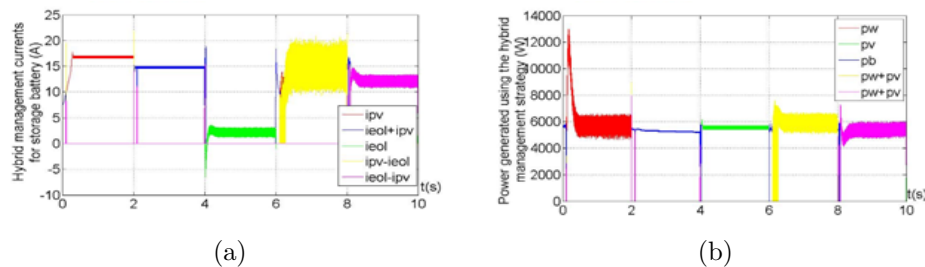 Hybrid management currents
for storage battery (A)
25
20
15
10
5
0
-5
-10
0
2
4
6
8
10
t(s)
ipv
ieol+ipv
ieol
ipv-ieol
ieol-ipv
(a)
Power generated using the hybrid
management strategy (W)
14000
12000
10000
8000
6000
4000
2000
0
0
2
4
6
8
10
t(s)
pw
pv
pb
pw+pv
pw+pv
(b)